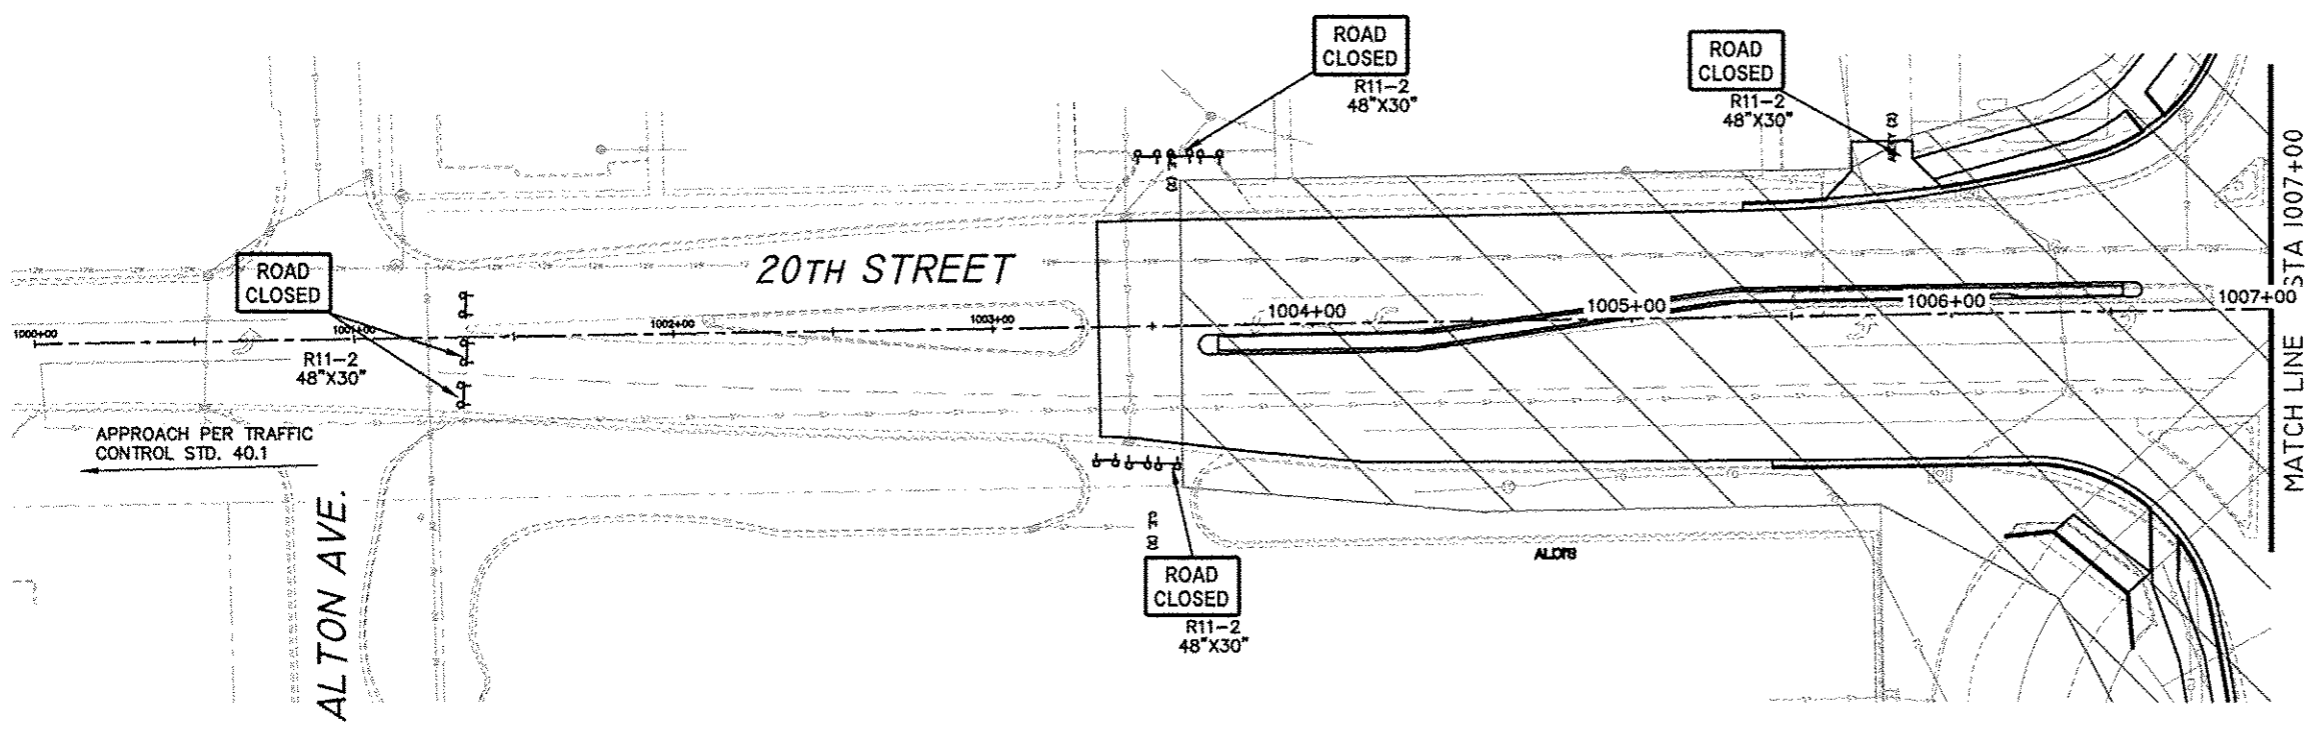 ROAD
CLOSED
R11-2
48"X30"
ROAD
CLOSED
R11-2
48"X30"
ROAD
CLOSED
R11-2
48"X30"
20TH STREET
1000+00
1001+00
1002+00
1003+00
1004+00
1005+00
1006+00
1007+00
MATCH LINE STA 1007+00
APPROACH PER TRAFFIC
CONTROL STD. 40.1
ALTON AVE.
ROAD
CLOSED
R11-2
48"X30"